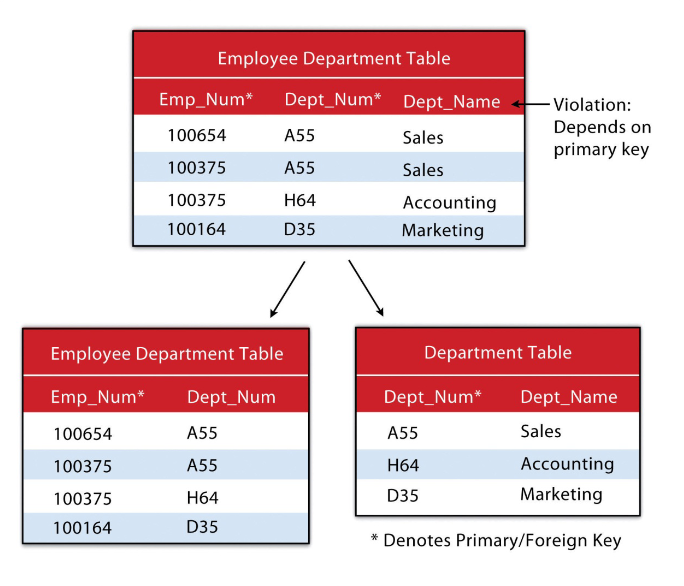 Employee Department Table
Emp_Num* Dept_Num* Dept_Name
100654 A55 Sales
100375 A55 Sales
100375 H64 Accounting
100164 D35 Marketing
Violation:
Depends on
primary key
Employee Department Table
Emp_Num* Dept_Num
100654 A55
100375 A55
100375 H64
100164 D35
Department Table
Dept_Num* Dept_Name
A55 Sales
H64 Accounting
D35 Marketing
* Denotes Primary/Foreign Key